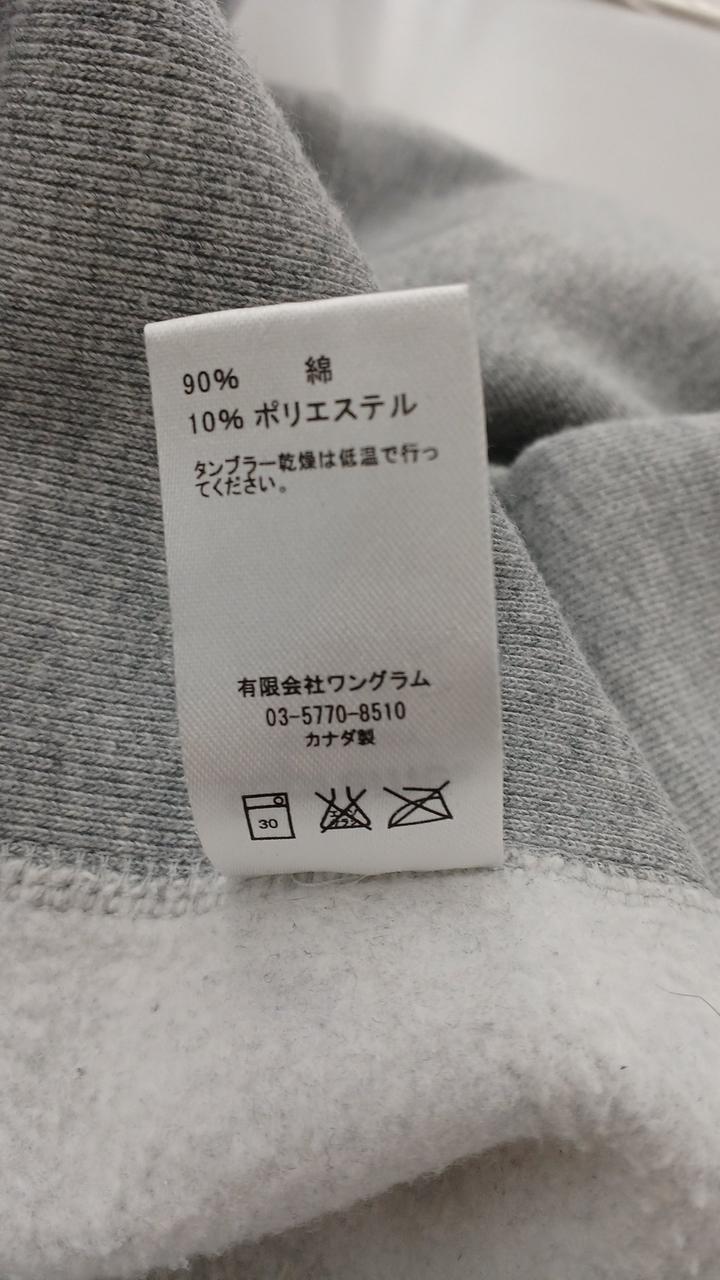 90% 綿
10% ポリエステル
タンブラー乾燥は低温で行っ
てください。
有限会社ワングラム
03-5770-8510
カナダ製
30